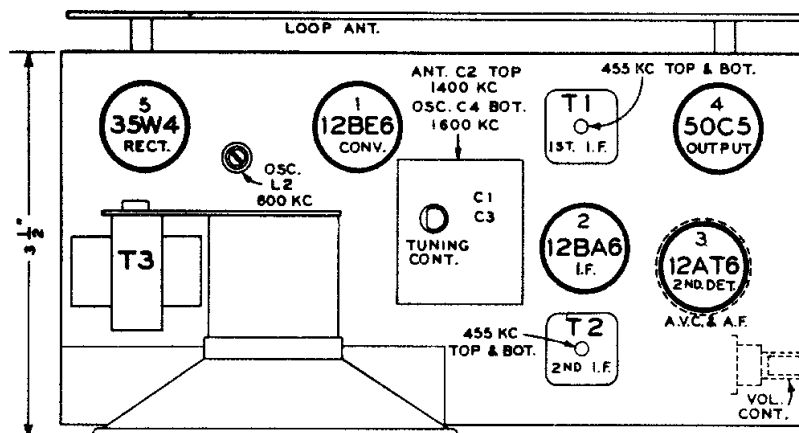 LOOP ANT.
5
35W4
RECT.
1
12BE6
CONV.
ANT. C2 TOP
1400 KC
OSC. C4 BOT.
1600 KC
455 KC TOP & BOT.
T1
1ST. I.F.
4
50C5
OUTPUT.
OSC.
L2
600 KC
3 1/2"
T3
C1
C3
TUNING
CONT.
2
12BA6
I.F.
3
12AT6
2ND. DET.
A.V.C. & A.F.
455 KC
TOP & BOT.
T2
2ND I.F.
VOL.
CONT.